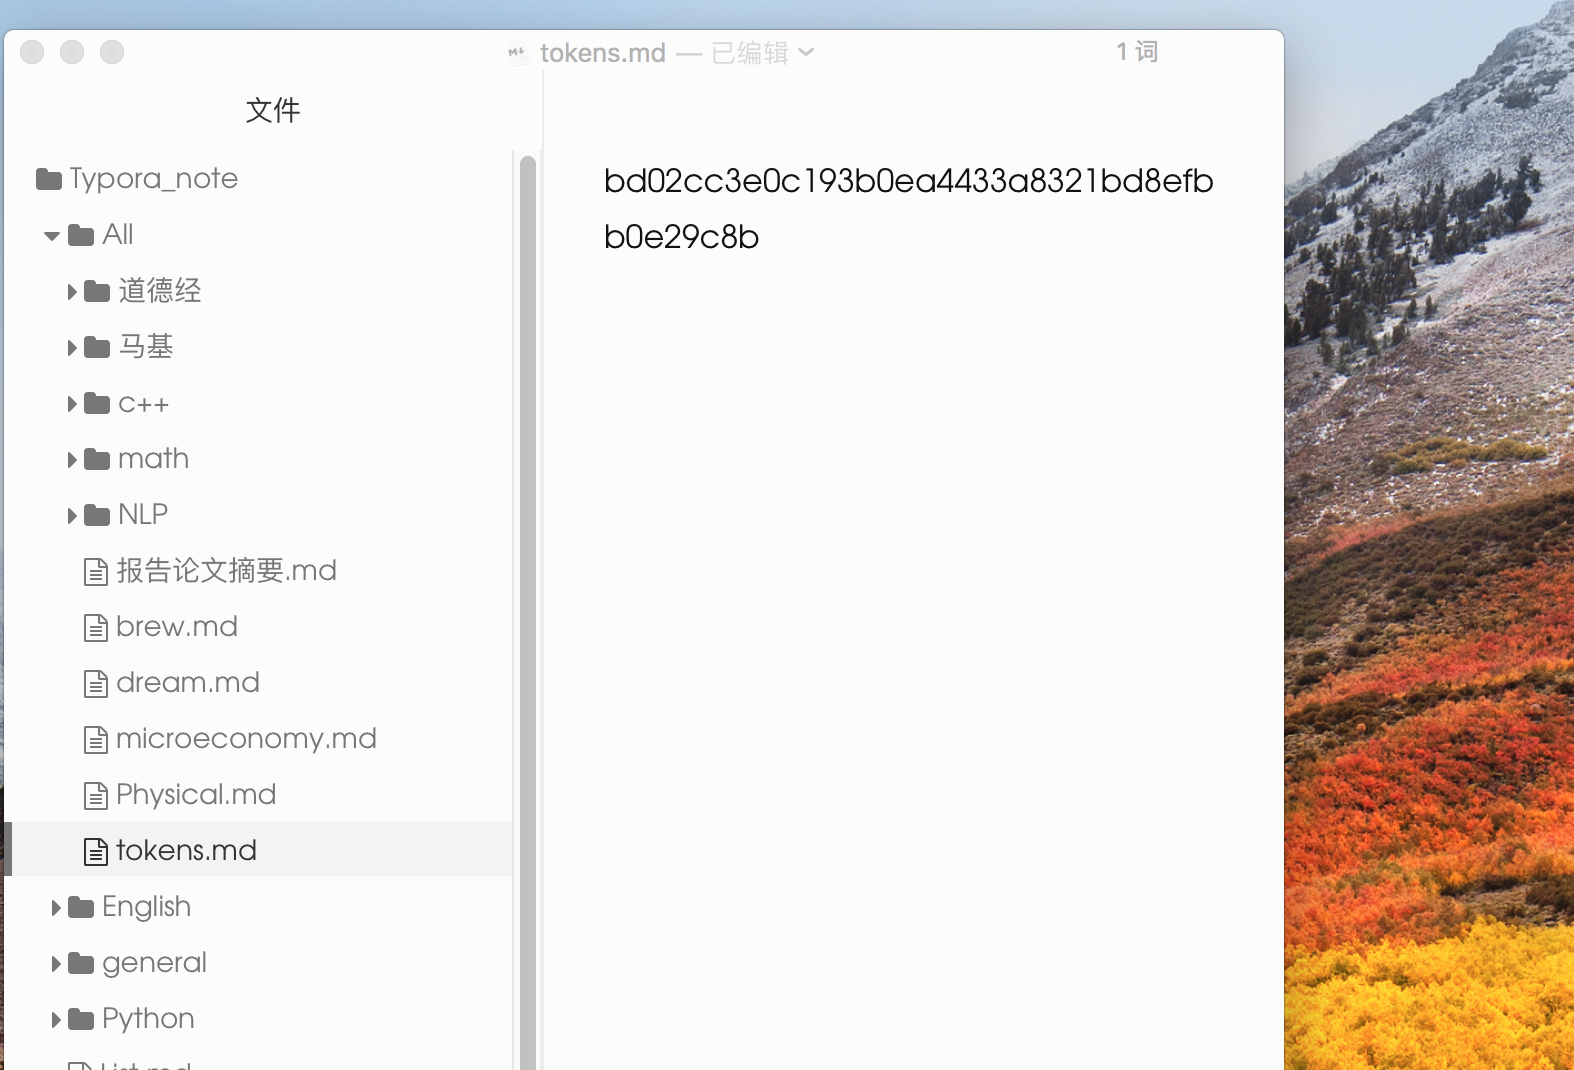 tokens.md — 已编辑
1 词
文件
Typora_note
All
道德经
马基
c++
math
NLP
报告论文摘要.md
brew.md
dream.md
microeconomy.md
Physical.md
tokens.md
English
general
Python
bd02cc3e0c193b0ea4433a8321bd8efb
b0e29c8b